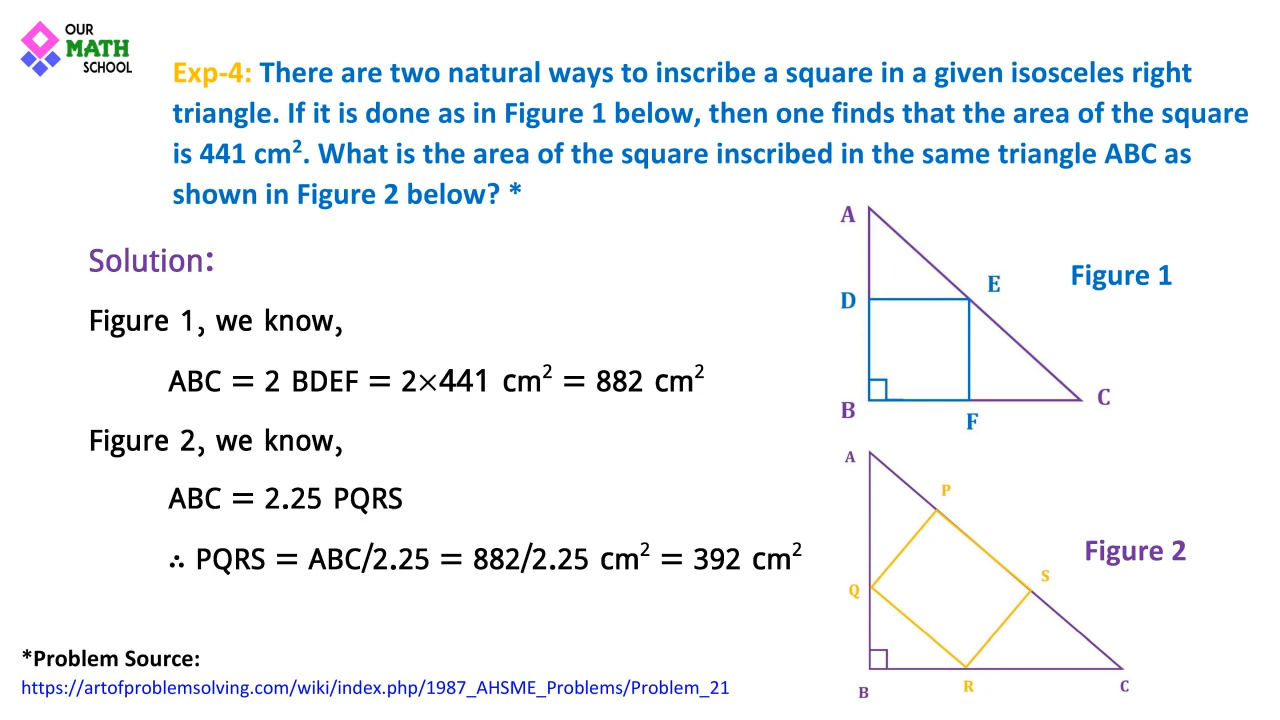 OUR
MATH
SCHOOL
Exp-4: There are two natural ways to inscribe a square in a given isosceles right
triangle. If it is done as in Figure 1 below, then one finds that the area of the square
is 441 cm². What is the area of the square inscribed in the same triangle ABC as
shown in Figure 2 below? *
Solution:
Figure 1, we know,
ABC = 2 BDEF = 2×441 cm² = 882 cm²
Figure 2, we know,
ABC = 2.25 PQRS
∴ PQRS = ABC/2.25 = 882/2.25 cm² = 392 cm²
A
E
Figure 1
D
B
C
F
A
P
Figure 2
S
Q
B
R
C
*Problem Source:
https://artofproblemsolving.com/wiki/index.php/1987_AHSME_Problems/Problem_21